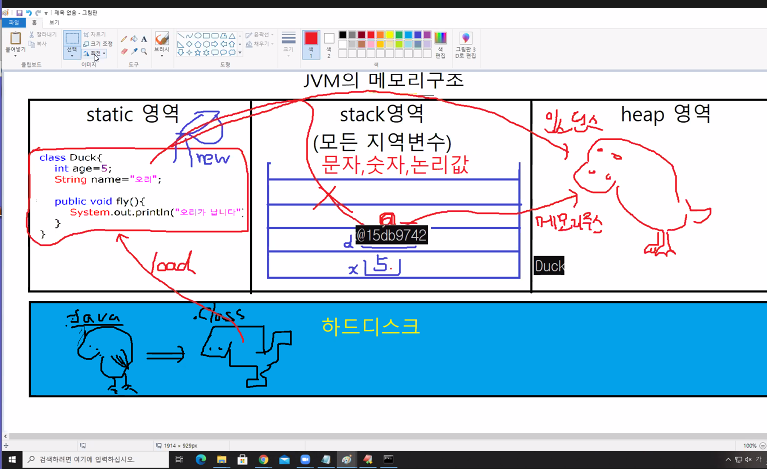 제목 없음 - 그림판
파일
홈
보기
붙여넣기
잘라내기
복사
클립보드
선택
자르기
크기 조정
회전
이미지
A
도구
브러시
도형
윤곽선
채우기
크기
색
1
색
2
색
편집
그림판 3
D로 편집
색
JVM의 메모리구조
static 영역
stack영역
heap 영역
(모든 지역변수)
문자,숫자,논리값
new
인스턴스
class Duck{
int age=5;
String name="오리";
public void fly(){
System.out.println("오리가 납니다")
}
}
@15db9742
d
x 5.
메모리주소
Duck
load
.Java
.Class
하드디스크
1914 × 929px
100%
검색하려면 여기에 입력하십시오.
가